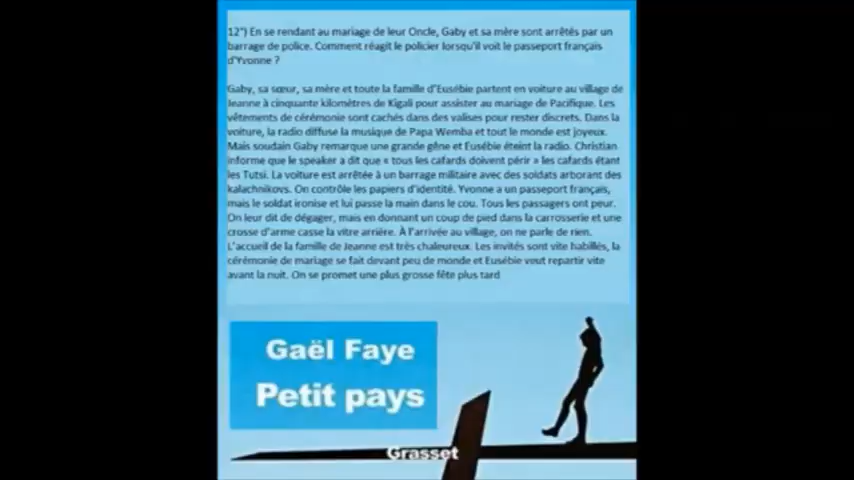 12°) En se rendant au mariage de leur Oncle, Gaby et sa mère sont arrêtés par un
barrage de police. Comment réagit le policier lorsqu'il voit le passeport français
d'Yvonne ?
Gaby, sa sœur, sa mère et toute la famille d'Eusébie partent en voiture au village de
Jeanne à cinquante kilomètres de Kigali pour assister au mariage de Pacifique. Les
vêtements de cérémonie sont cachés dans des valises pour rester discrets. Dans la
voiture, la radio diffuse la musique de Papa Wemba et tout le monde est joyeux.
Mais soudain Gaby remarque une grande gêne et Eusébie éteint la radio. Christian
informe que le speaker a dit que « tous les cafards doivent périr » les cafards étant
les Tutsi. La voiture est arrêtée à un barrage militaire avec des soldats arborant des
kalachnikovs. On contrôle les papiers d'identité. Yvonne a un passeport français,
mais le soldat ironise et lui passe la main dans le cou. Tous les passagers ont peur.
On leur dit de dégager, mais en donnant un coup de pied dans la carrosserie et une
crosse d'arme casse la vitre arrière. À l'arrivée au village, on ne parle de rien.
L'accueil de la famille de Jeanne est très chaleureux. Les invités sont vite habillés, la
cérémonie de mariage se fait devant peu de monde et Eusébie veut repartir vite
avant la nuit. On se promet une plus grosse fête plus tard
Gaël Faye
Petit pays
Grasset